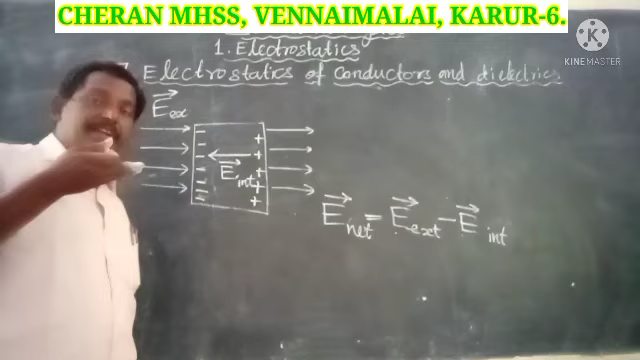 CHERAN MHSS, VENNAIMALAI, KARUR-6.
KINEMASTER
1. Electrostatics
Electrostatics of conductors and dielectrics
E ex
E int
E net = E ext - E int